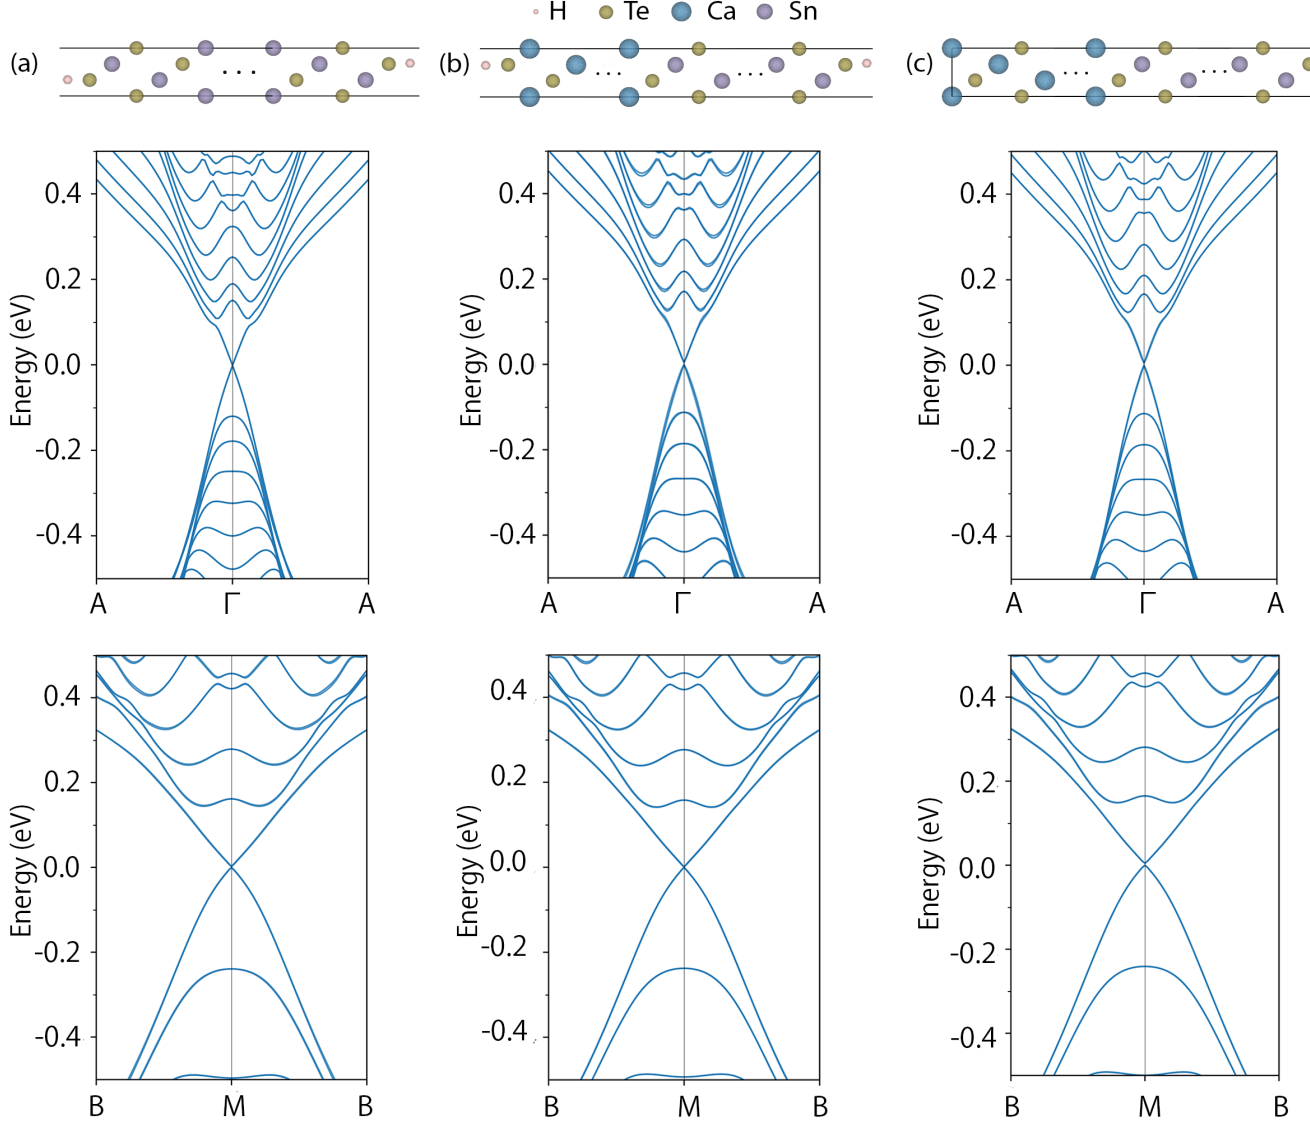 H Te Ca Sn
(a) (b) (c)
... ... ... ... ...
0.4 0.4 0.4
0.2 0.2 0.2
0.0 0.0 0.0
-0.2 -0.2 -0.2
-0.4 -0.4 -0.4
Energy (eV) Energy (eV) Energy (eV)
A Γ A A Γ A A Γ A
0.4 0.4 0.4
0.2 0.2 0.2
0.0 0.0 0.0
-0.2 -0.2 -0.2
-0.4 -0.4 -0.4
Energy (eV) Energy (eV) Energy (eV)
B M B B M B B M B